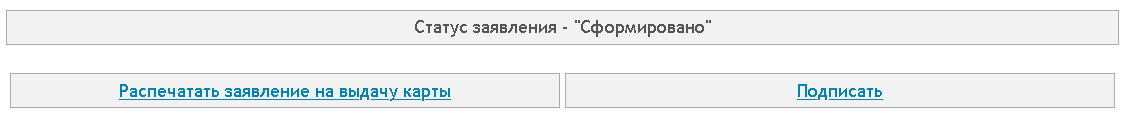 Статус заявления - "Сформировано"
Распечатать заявление на выдачу карты
Подписать